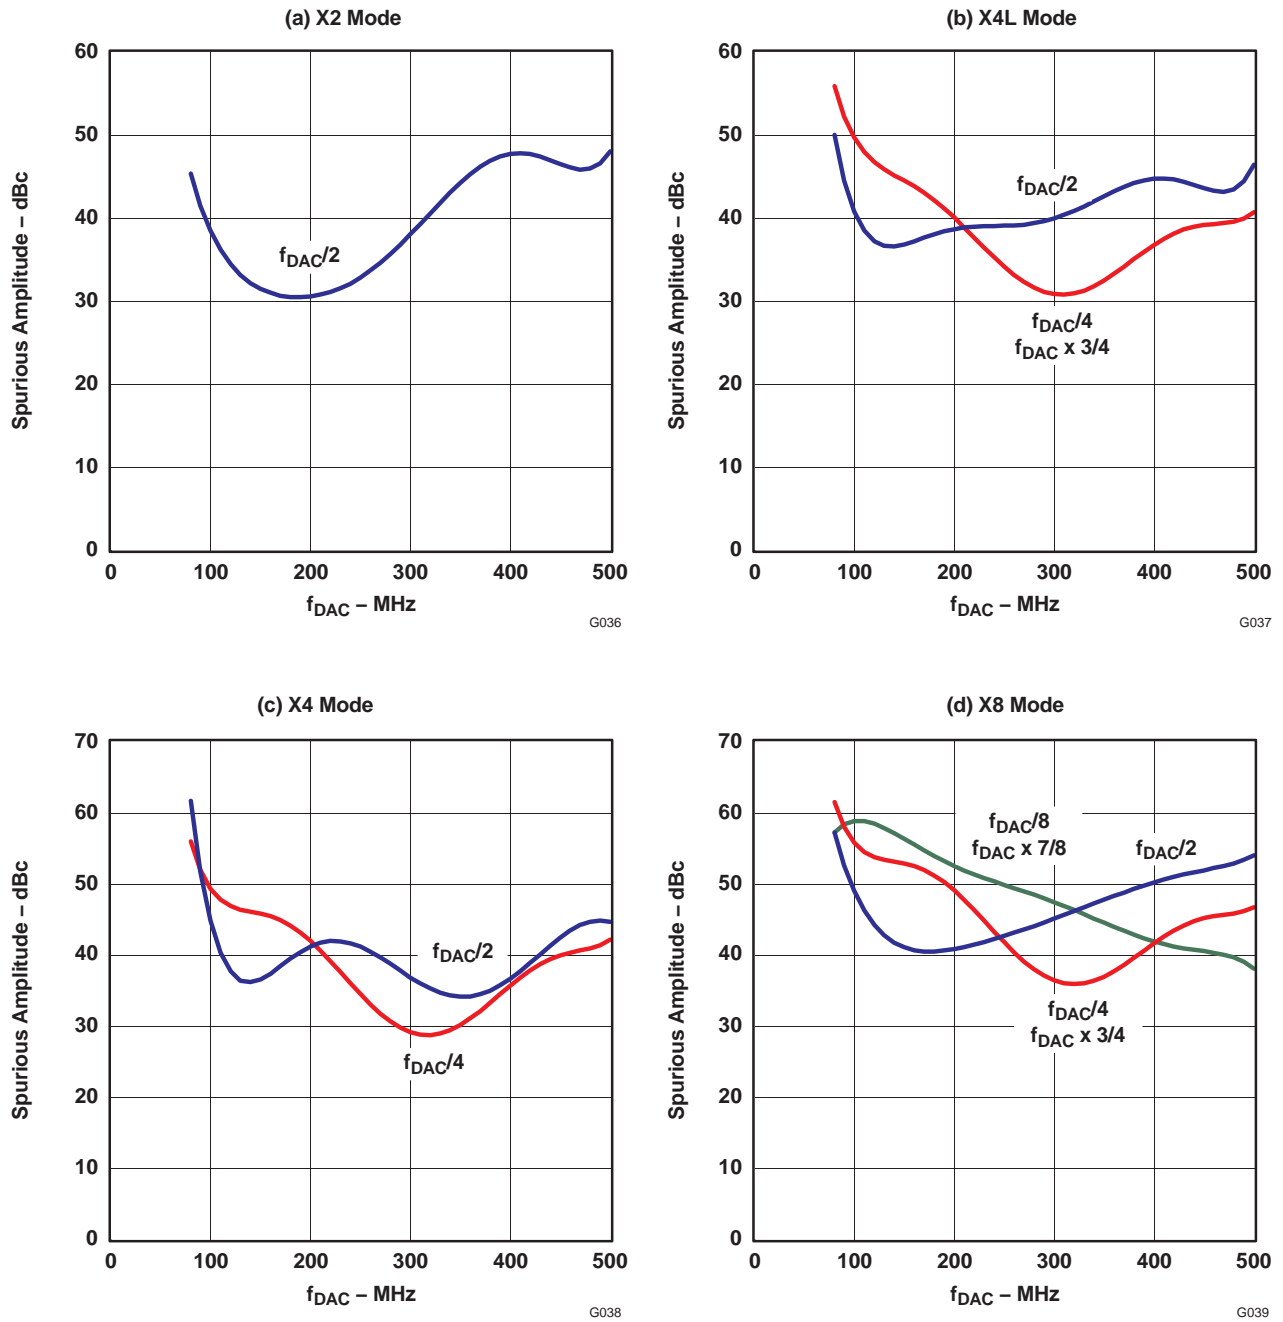 (a) X2 Mode
60
50
40
30
20
10
0
0 100 200 300 400 500
Spurious Amplitude – dBc
fDAC/2
fDAC – MHz
G036
(b) X4L Mode
60
50
40
30
20
10
0
0 100 200 300 400 500
Spurious Amplitude – dBc
fDAC/2
fDAC/4
fDAC x 3/4
fDAC – MHz
G037
(c) X4 Mode
70
60
50
40
30
20
10
0
0 100 200 300 400 500
Spurious Amplitude – dBc
fDAC/2
fDAC/4
fDAC – MHz
G038
(d) X8 Mode
70
60
50
40
30
20
10
0
0 100 200 300 400 500
Spurious Amplitude – dBc
fDAC/8
fDAC x 7/8
fDAC/2
fDAC/4
fDAC x 3/4
fDAC – MHz
G039